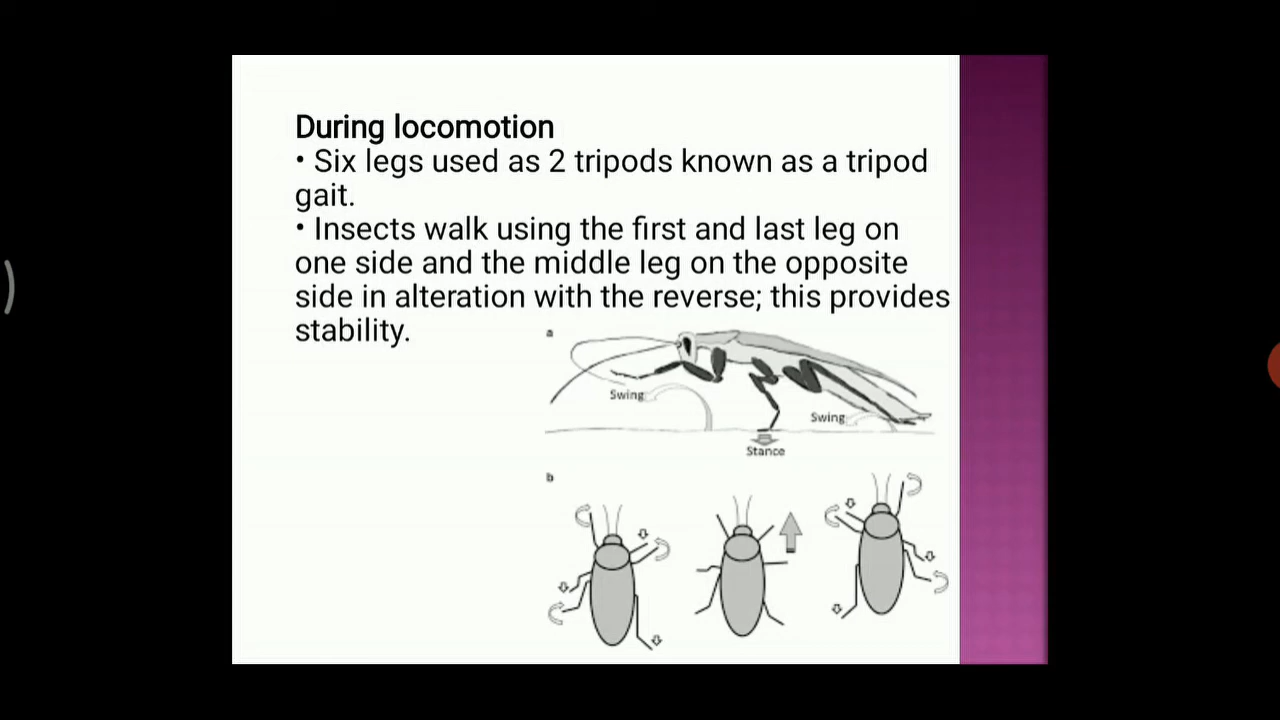 During locomotion
• Six legs used as 2 tripods known as a tripod
gait.
• Insects walk using the first and last leg on
one side and the middle leg on the opposite
side in alteration with the reverse; this provides
stability.
a
Swing
Swing
Stance
b